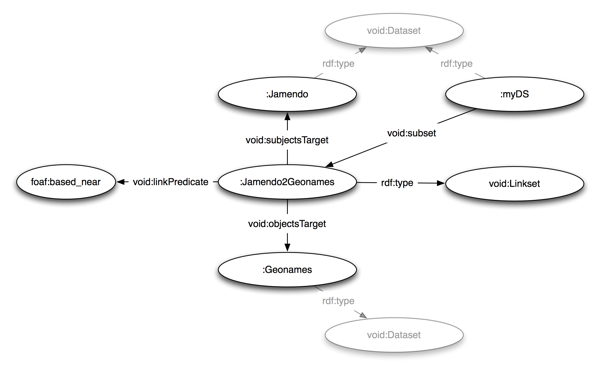 void:Dataset
rdf:type
rdf:type
:Jamendo
:myDS
void:subjectsTarget
void:subset
foaf:based_near
void:linkPredicate
:Jamendo2Geonames
rdf:type
void:Linkset
void:objectsTarget
:Geonames
rdf:type
void:Dataset